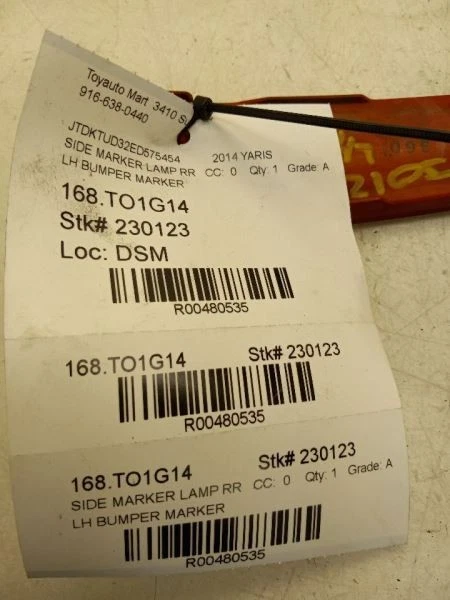 Toyauto Mart 3410 Su
916-638-0440
JTDKTUD32ED575454 2014 YARIS
SIDE MARKER LAMP RR CC: 0 Qty: 1 Grade: A
LH BUMPER MARKER
168.TO1G14
Stk# 230123
Loc: DSM
R00480535
168.TO1G14 Stk# 230123
R00480535
168.TO1G14 Stk# 230123
SIDE MARKER LAMP RR CC: 0 Qty: 1 Grade: A
LH BUMPER MARKER
R00480535